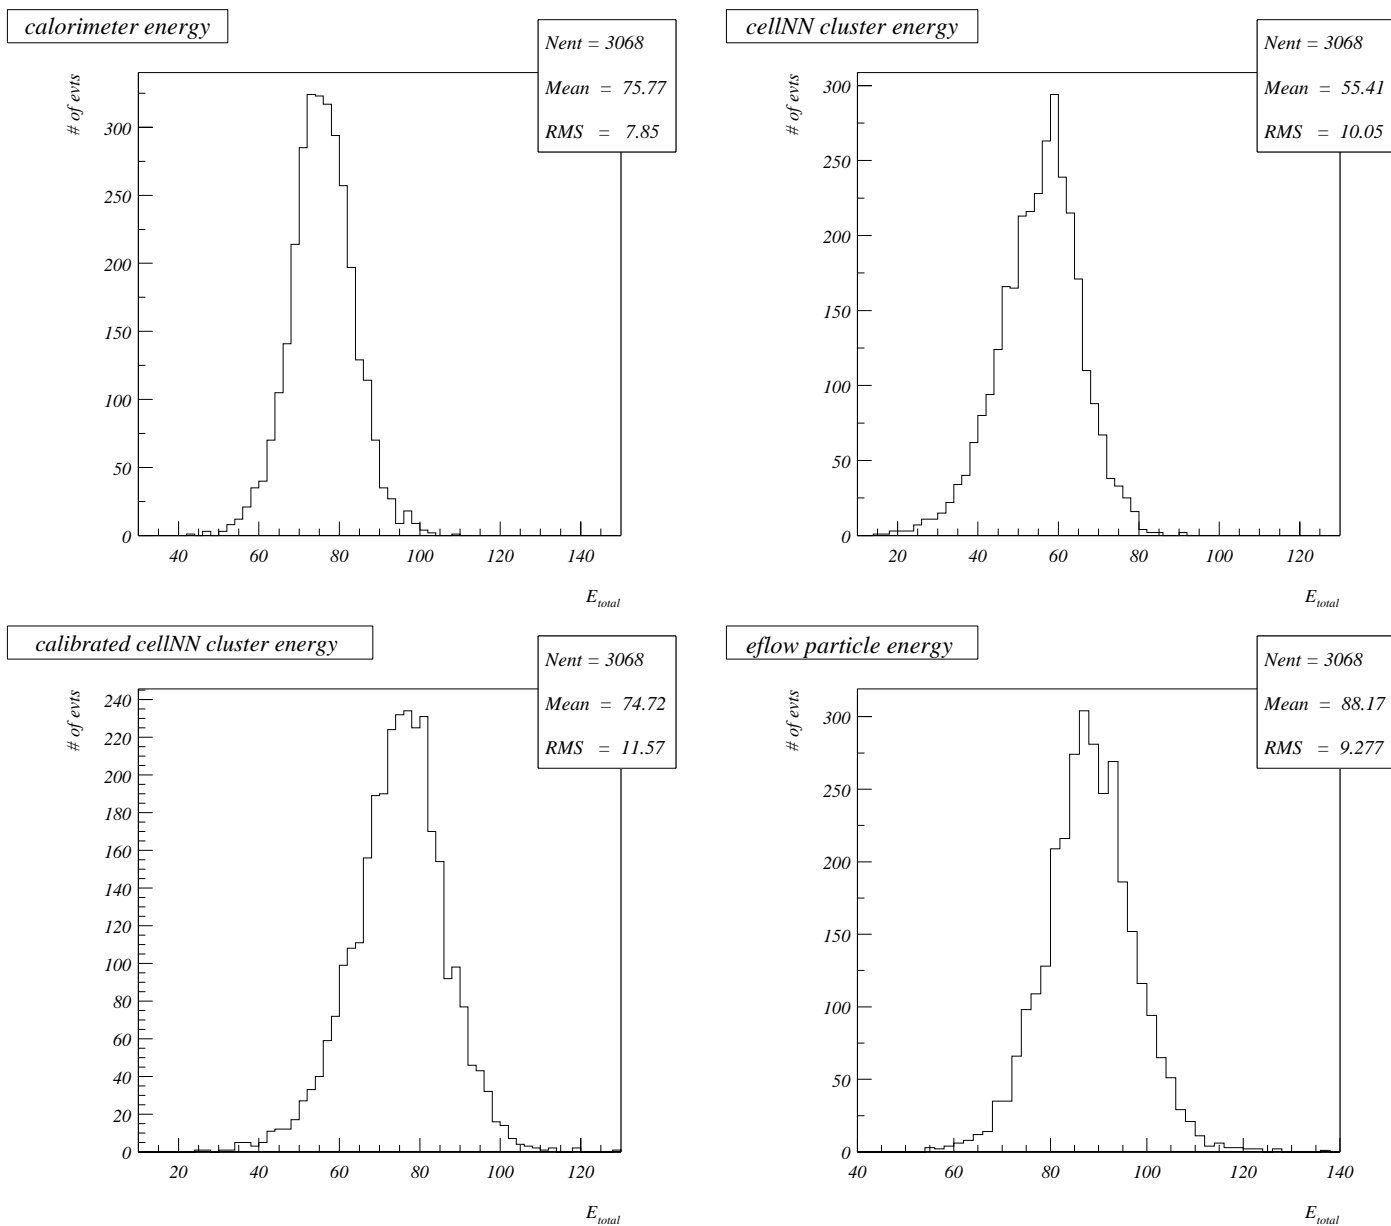 calorimeter energy
Nent = 3068
Mean = 75.77
RMS = 7.85
# of evts
300
250
200
150
100
50
0
40 60 80 100 120 140
E_total
cellNN cluster energy
Nent = 3068
Mean = 55.41
RMS = 10.05
# of evts
300
250
200
150
100
50
0
20 40 60 80 100 120
E_total
calibrated cellNN cluster energy
Nent = 3068
Mean = 74.72
RMS = 11.57
# of evts
240
220
200
180
160
140
120
100
80
60
40
20
0
20 40 60 80 100 120
E_total
eflow particle energy
Nent = 3068
Mean = 88.17
RMS = 9.277
# of evts
300
250
200
150
100
50
0
40 60 80 100 120 140
E_total